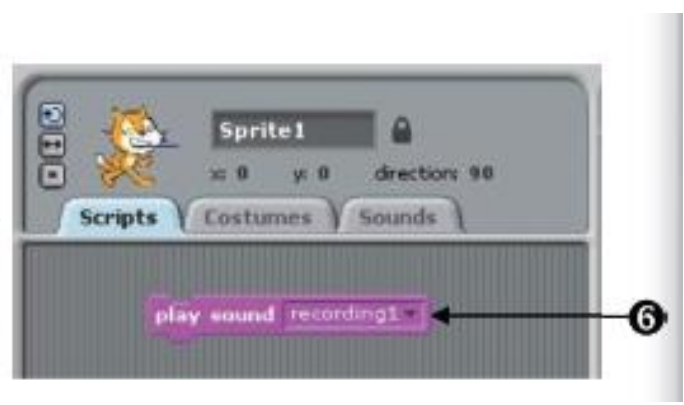 Sprite1
x: 0 y: 0 direction: 90
Scripts Costumes Sounds
play sound recording1
6